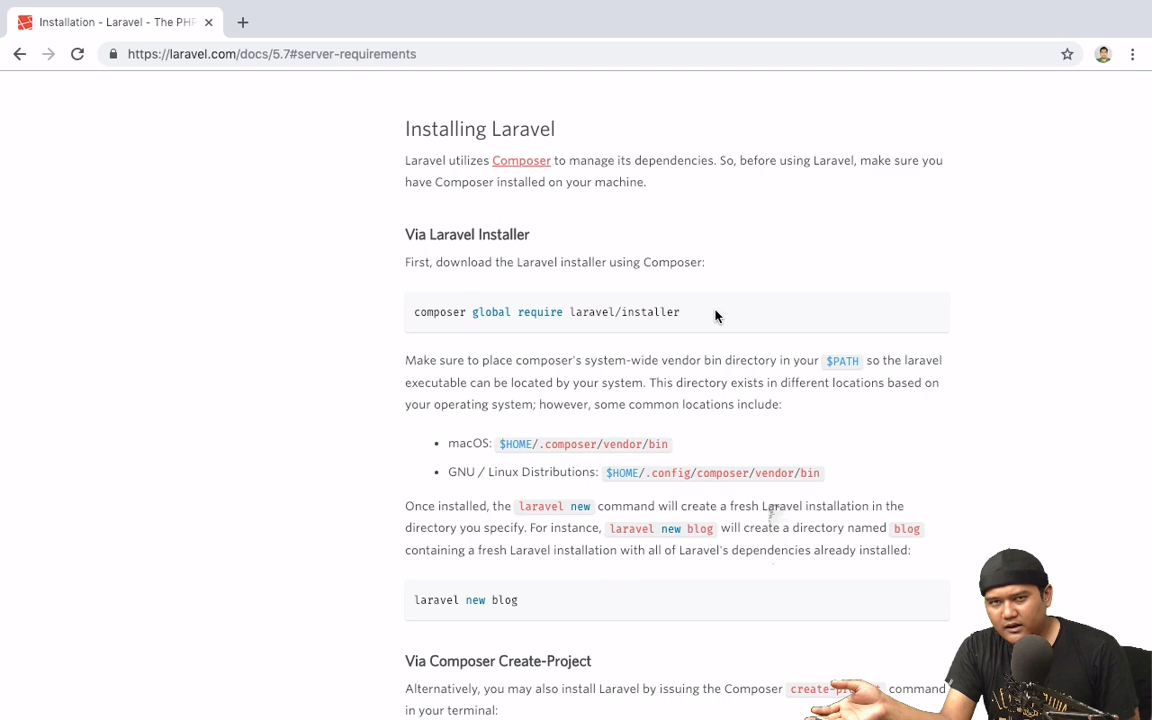 Installation - Laravel - The PHP
https://laravel.com/docs/5.7#server-requirements
Installing Laravel
Laravel utilizes Composer to manage its dependencies. So, before using Laravel, make sure you
have Composer installed on your machine.
Via Laravel Installer
First, download the Laravel installer using Composer:
composer global require laravel/installer
Make sure to place composer's system-wide vendor bin directory in your $PATH so the laravel
executable can be located by your system. This directory exists in different locations based on
your operating system; however, some common locations include:
• macOS: $HOME/.composer/vendor/bin
• GNU / Linux Distributions: $HOME/.config/composer/vendor/bin
Once installed, the laravel new command will create a fresh Laravel installation in the
directory you specify. For instance, laravel new blog will create a directory named blog
containing a fresh Laravel installation with all of Laravel's dependencies already installed:
laravel new blog
Via Composer Create-Project
Alternatively, you may also install Laravel by issuing the Composer create-project command
in your terminal: